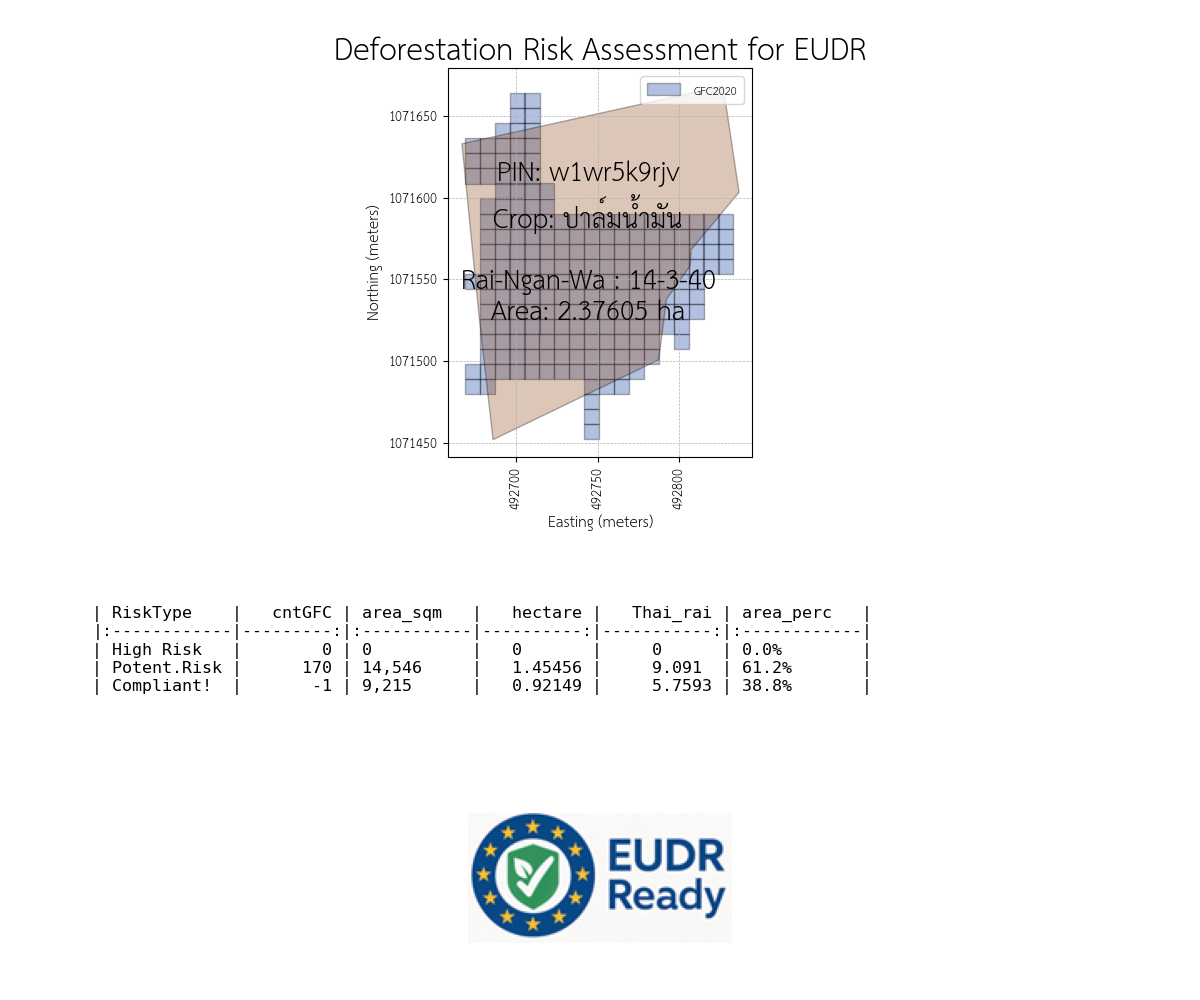 Deforestation Risk Assessment for EUDR
GFC2020
1071650
1071600
1071550
1071500
1071450
Northing (meters)
PIN: w1wr5k9rjv
Crop: ปาล์มน้ำมัน
Rai-Ngan-Wa : 14-3-40
Area: 2.37605 ha
492700
492750
492800
Easting (meters)
| RiskType    |   cntGFC | area_sqm   |   hectare |   Thai_rai | area_perc   |
|:------------|---------:|:-----------|----------:|-----------:|:------------|
| High Risk   |        0 | 0          |   0       |     0      | 0.0%        |
| Potent.Risk |      170 | 14,546     |   1.45456 |     9.091  | 61.2%       |
| Compliant!  |       -1 | 9,215      |   0.92149 |     5.7593 | 38.8%       |
EUDR
Ready